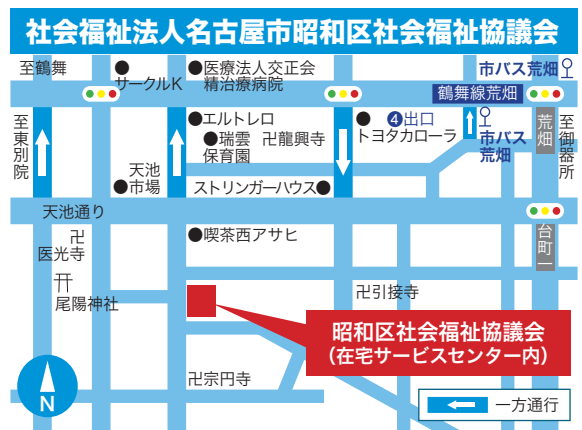 社会福祉法人名古屋市昭和区社会福祉協議会
至鶴舞
サークルK
医療法人交正会
精治療病院
市バス荒畑
鶴舞線荒畑
至東別院
エルトレロ
瑞雲
保育園
卍龍興寺
④出口
トヨタカローラ
市バス
荒畑
荒畑
至御器所
天池
市場
ストリンガーハウス
天池通り
卍
医光寺
喫茶西アサヒ
台町一
尾陽神社
卍引接寺
昭和区社会福祉協議会
（在宅サービスセンター内）
卍宗円寺
N
一方通行